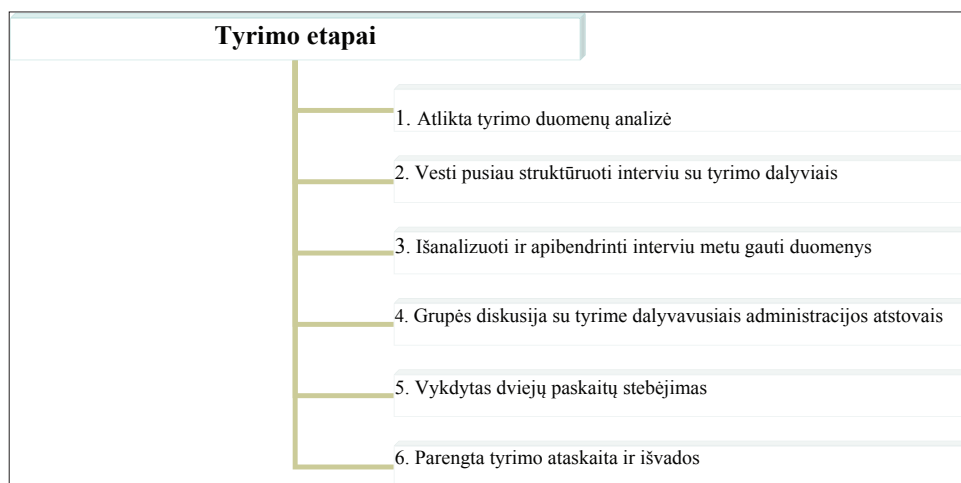 Tyrimo etapai
1. Atlikta tyrimo duomenų analizė
2. Vesti pusiau struktūruoti interviu su tyrimo dalyviais
3. Išanalizuoti ir apibendrinti interviu metu gauti duomenys
4. Grupės diskusija su tyrime dalyvavusiais administracijos atstovais
5. Vykdytas dviejų paskaitų stebėjimas
6. Parengta tyrimo ataskaita ir išvados